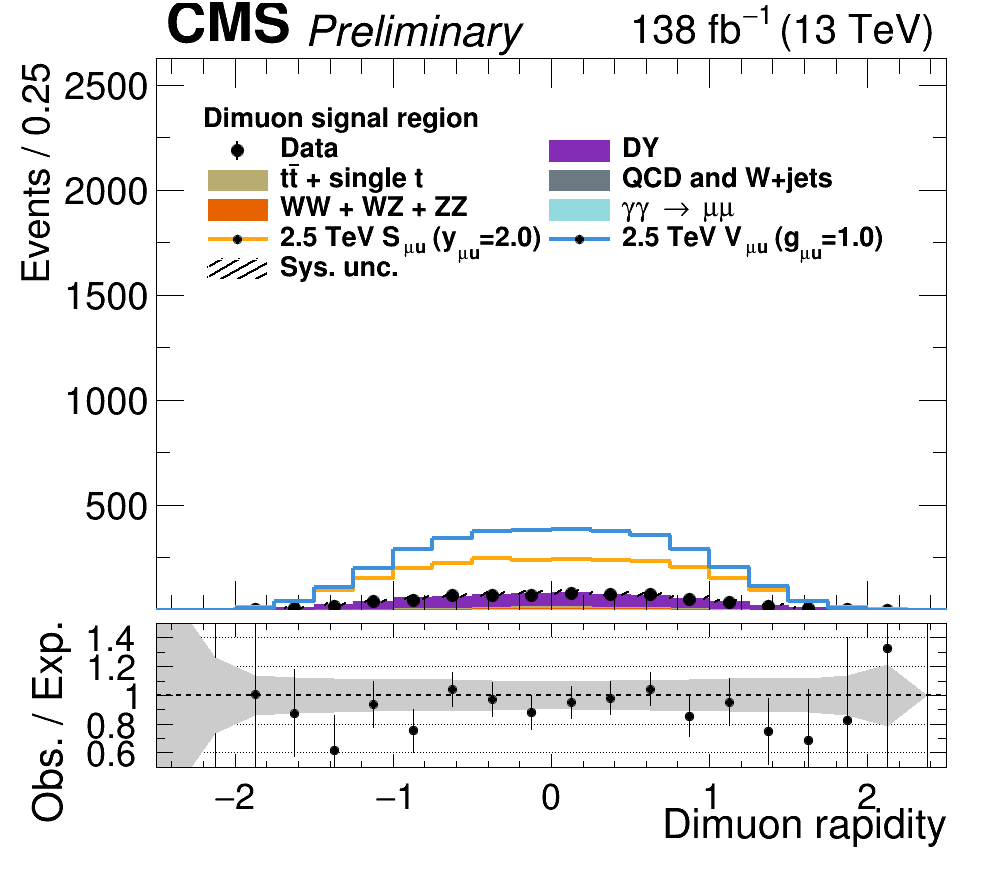 CMS Preliminary 138 fb⁻¹ (13 TeV)
Events / 0.25
2500
2000
1500
1000
500
Dimuon signal region
Data DY
tt̄ + single t QCD and W+jets
WW + WZ + ZZ γγ → μμ
2.5 TeV S_μu (y_μu=2.0) 2.5 TeV V_μu (g_μu=1.0)
Sys. unc.
Obs. / Exp.
1.4
1.2
1
0.8
0.6
−2 −1 0 1 2
Dimuon rapidity